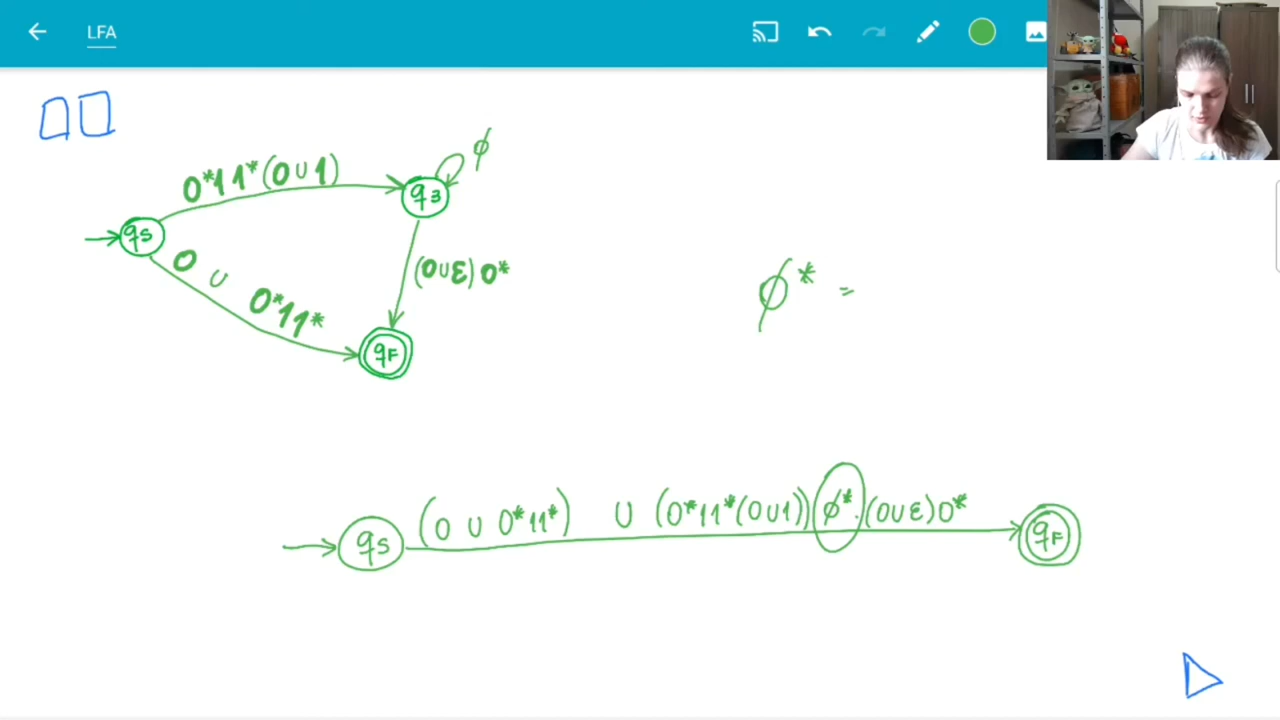 LFA
0*11*(0∪1)
ϕ
q3
qs
0 ∪ 0*11*
(0∪ε)0*
ϕ* =
qF
(0 ∪ 0*11*) ∪ (0*11*(0∪1))ϕ*.(0∪ε)0*
qs
qF